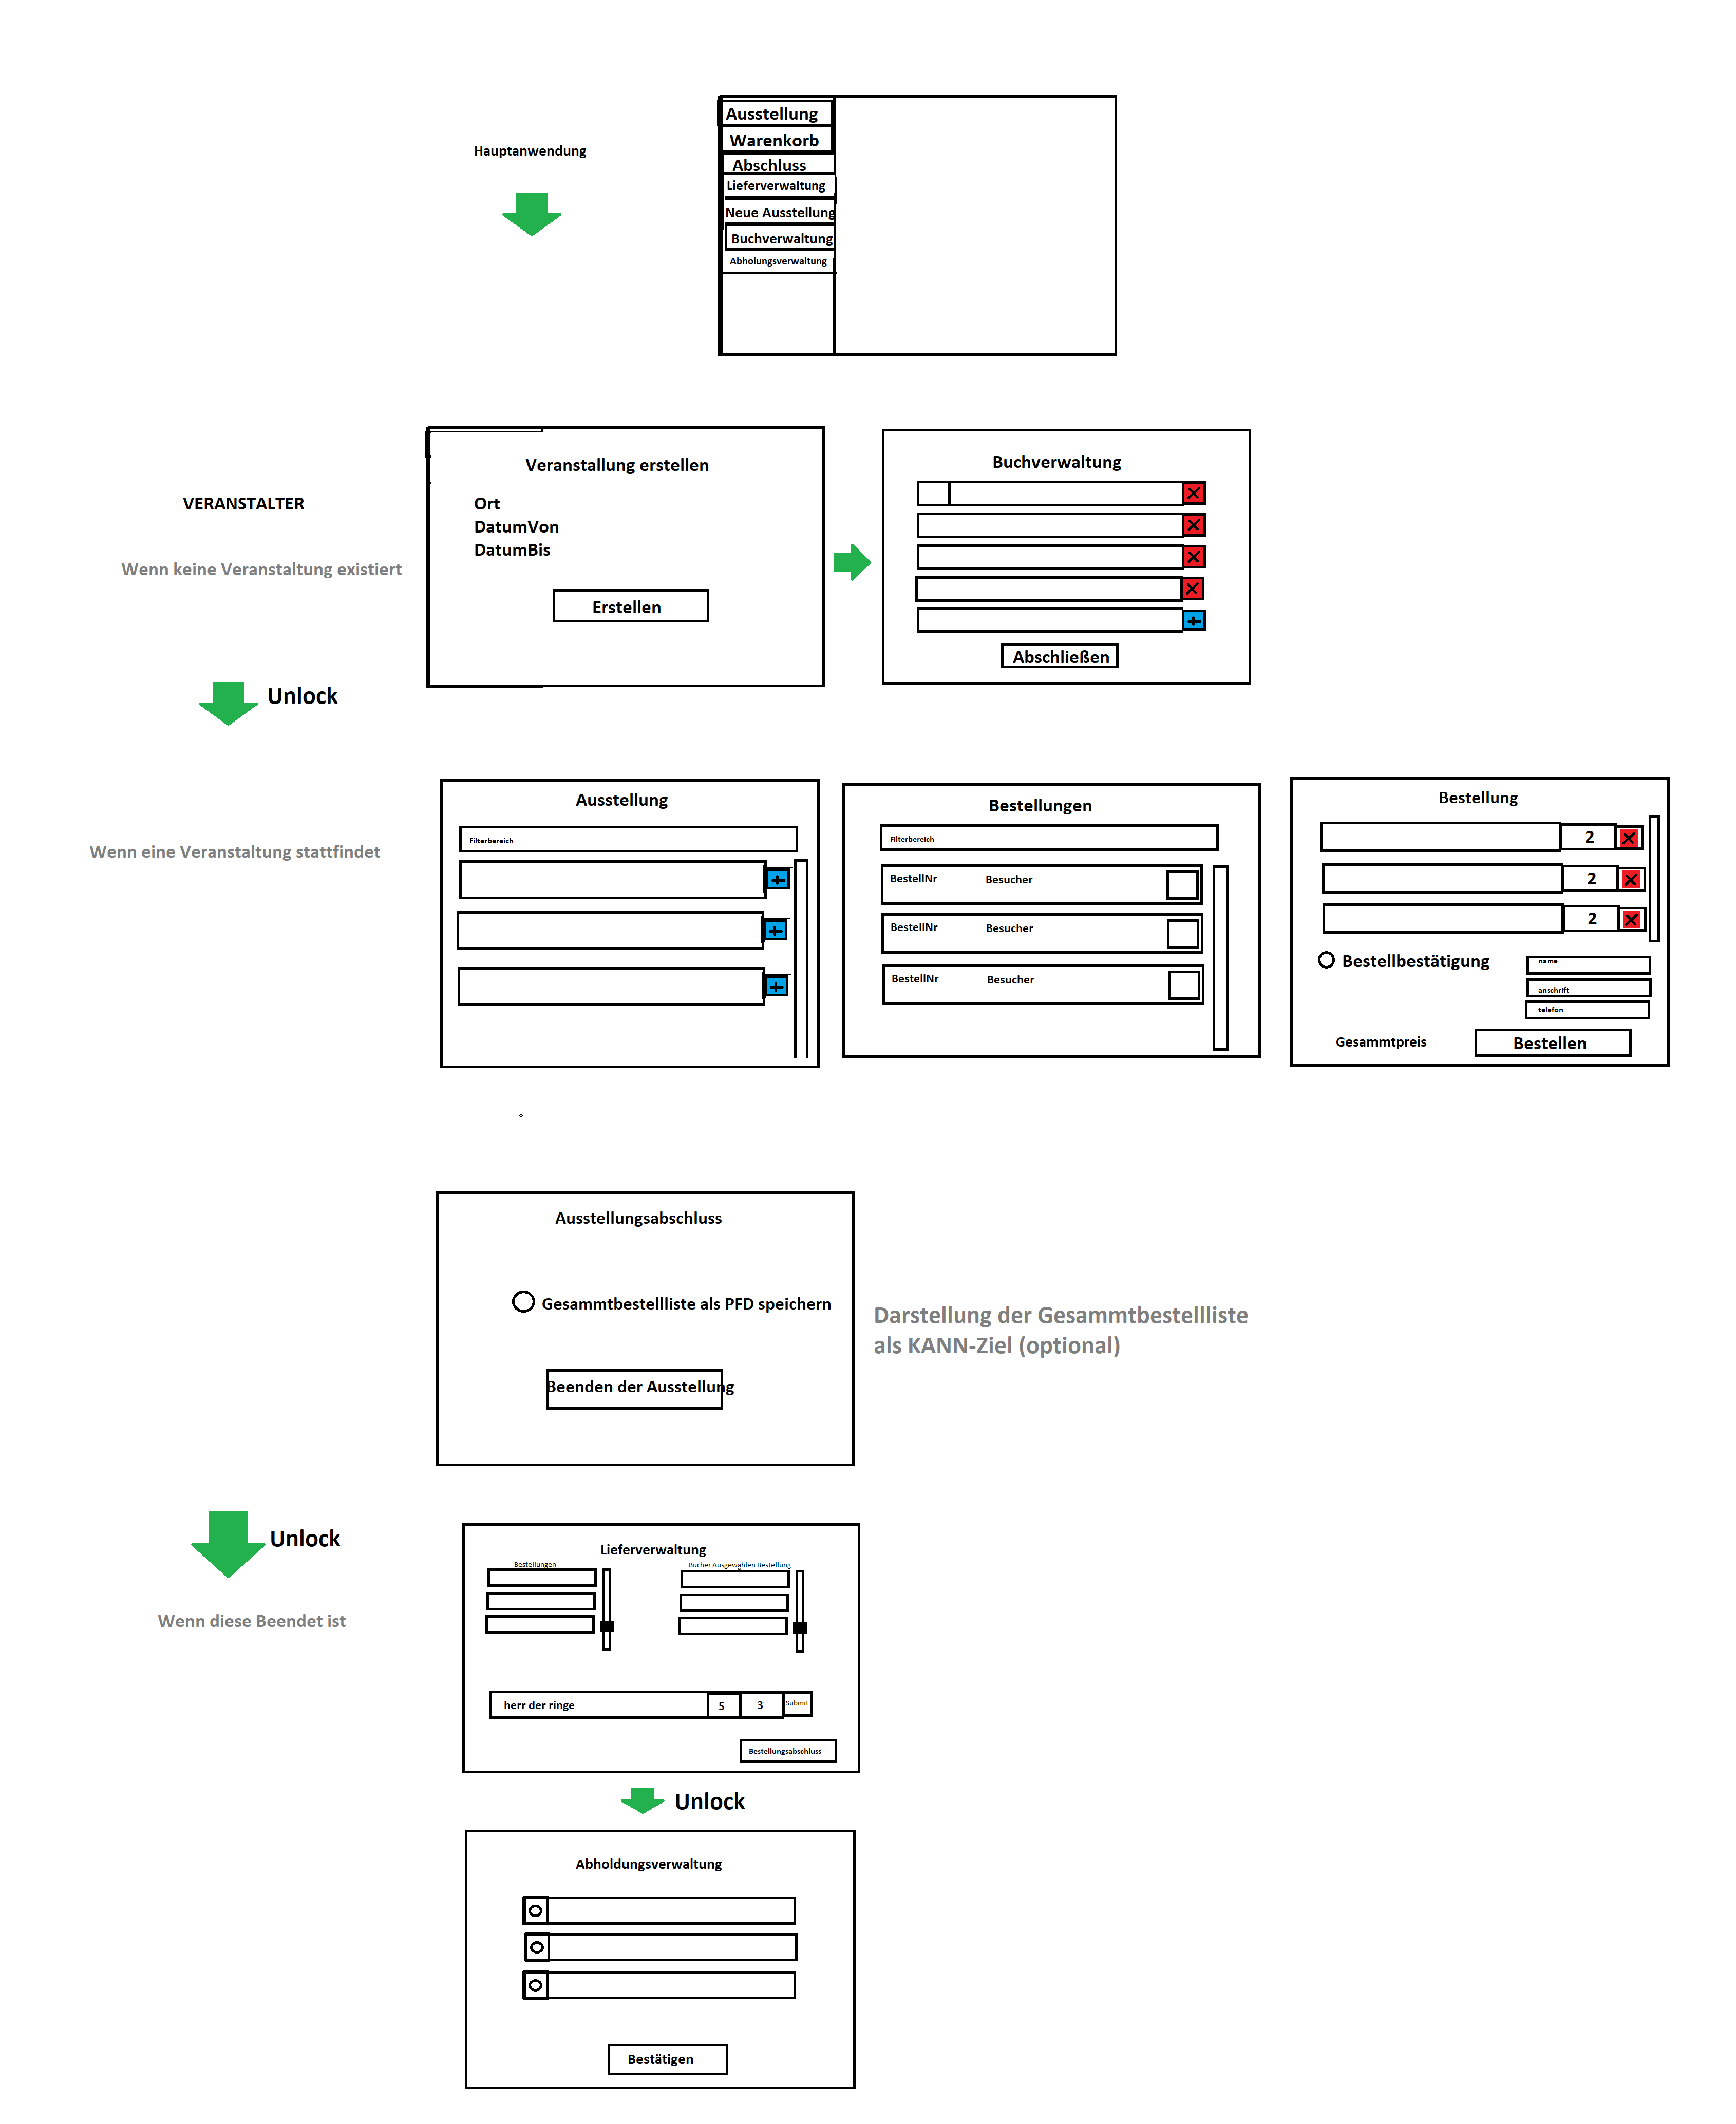 Hauptanwendung
Ausstellung
Warenkorb
Abschluss
Lieferverwaltung
Neue Ausstellung
Buchverwaltung
Abholungsverwaltung
VERANSTALTER
Wenn keine Veranstaltung existiert
Veranstallung erstellen
Ort
DatumVon
DatumBis
Erstellen
Buchverwaltung
Abschließen
Unlock
Wenn eine Veranstaltung stattfindet
Ausstellung
Filterbereich
Bestellungen
Filterbereich
BestellNr Besucher
BestellNr Besucher
BestellNr Besucher
Bestellung
2
2
2
Bestellbestätigung
name
anschrift
telefon
Gesammtpreis
Bestellen
Ausstellungsabschluss
Gesammtbestellliste als PFD speichern
Beenden der Ausstellung
Darstellung der Gesammtbestellliste
als KANN-Ziel (optional)
Unlock
Wenn diese Beendet ist
Lieferverwaltung
Bestellungen
Bücher Ausgewählen Bestellung
herr der ringe 5 3 Submit
Bestellungsabschluss
Unlock
Abholdungsverwaltung
Bestätigen